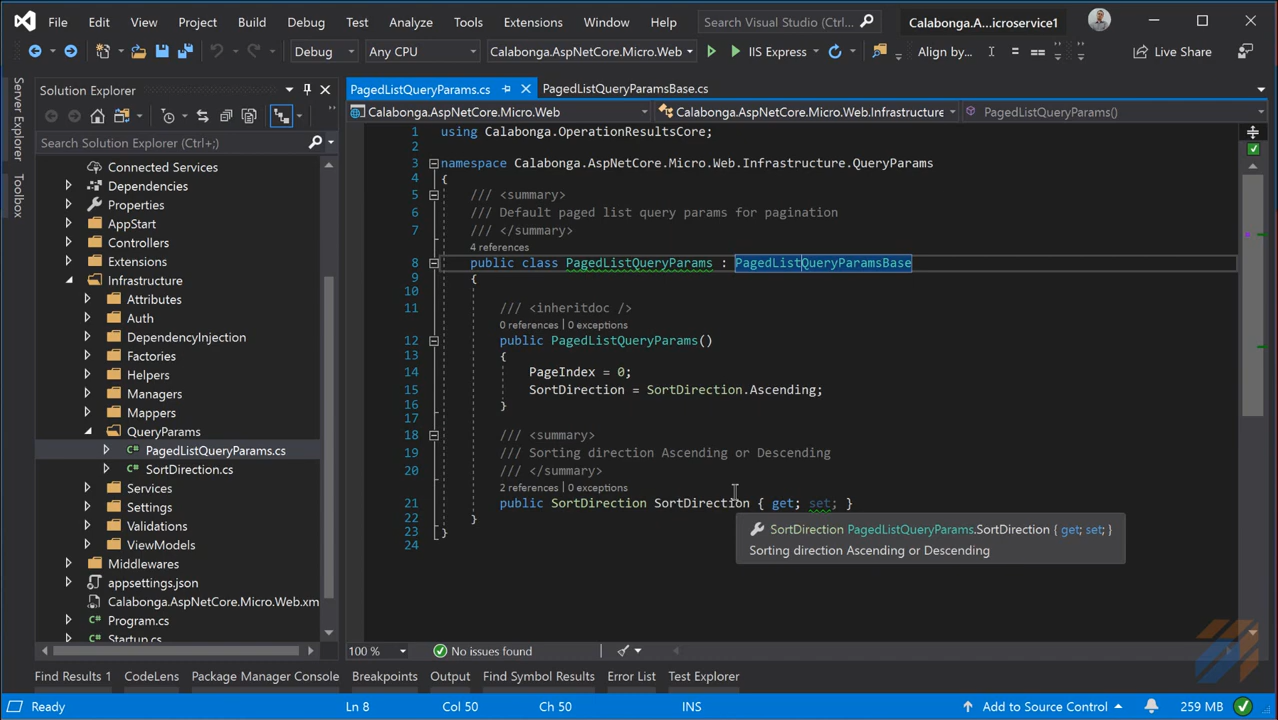 File Edit View Project Build Debug Test Analyze Tools Extensions Window Help Search Visual Studio Calabonga.A...icroservice1
Debug Any CPU Calabonga.AspNetCore.Micro.Web IIS Express Align by... Live Share
Server Explorer
Toolbox
Solution Explorer
Search Solution Explorer (Ctrl+;)
Connected Services
Dependencies
Properties
AppStart
Controllers
Extensions
Infrastructure
Attributes
Auth
DependencyInjection
Factories
Helpers
Managers
Mappers
QueryParams
PagedListQueryParams.cs
SortDirection.cs
Services
Settings
Validations
ViewModels
Middlewares
appsettings.json
Calabonga.AspNetCore.Micro.Web.xm
Program.cs
Startup.cs
PagedListQueryParams.cs PagedListQueryParamsBase.cs
Calabonga.AspNetCore.Micro.Web Calabonga.AspNetCore.Micro.Web.Infrastructure PagedListQueryParams()
1 using Calabonga.OperationResultsCore;
2
3 namespace Calabonga.AspNetCore.Micro.Web.Infrastructure.QueryParams
4 {
5 /// <summary>
6 /// Default paged list query params for pagination
7 /// </summary>
4 references
8 public class PagedListQueryParams : PagedListQueryParamsBase
9 {
10
11 /// <inheritdoc />
0 references | 0 exceptions
12 public PagedListQueryParams()
13 {
14 PageIndex = 0;
15 SortDirection = SortDirection.Ascending;
16 }
17
18 /// <summary>
19 /// Sorting direction Ascending or Descending
20 /// </summary>
2 references | 0 exceptions
21 public SortDirection SortDirection { get; set; }
22 }
23 }
24
SortDirection PagedListQueryParams.SortDirection { get; set; }
Sorting direction Ascending or Descending
100 % No issues found
Find Results 1 CodeLens Package Manager Console Breakpoints Output Find Symbol Results Error List Test Explorer
Ready Ln 8 Col 50 Ch 50 INS Add to Source Control 259 MB